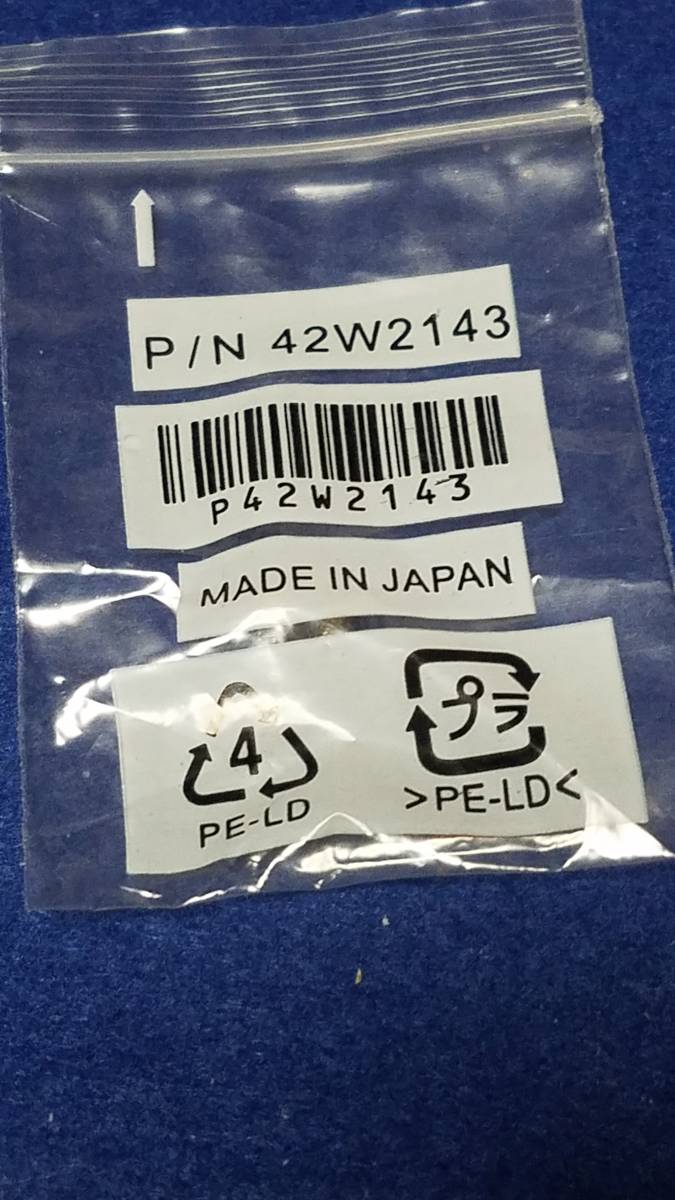 P/N 42W2143
P42W2143
MADE IN JAPAN
4
PE-LD
プラ
>PE-LD<